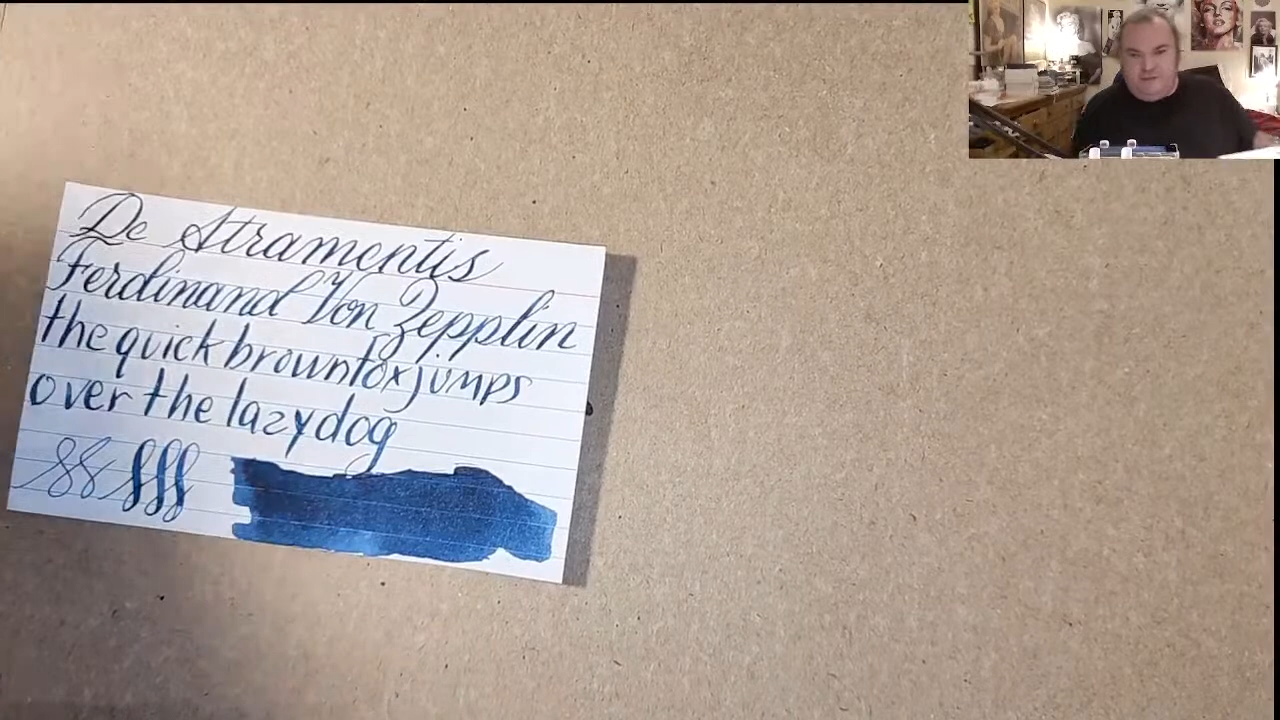 De Atramentis
Ferdinand Von Zepplin
the quick brown fox jumps
over the lazy dog